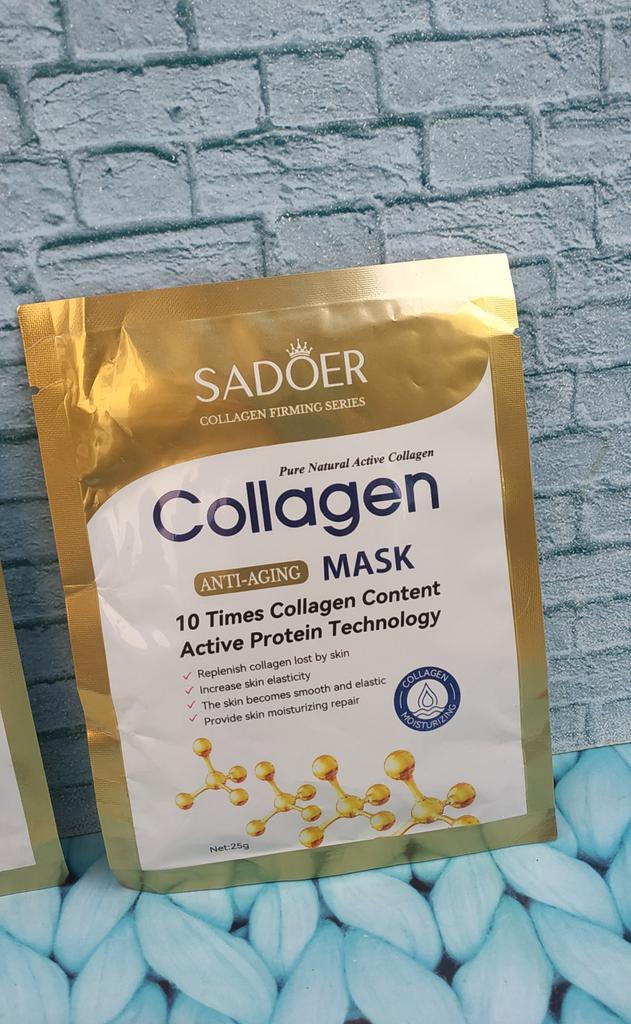 SADOER
COLLAGEN FIRMING SERIES
Pure Natural Active Collagen
Collagen
ANTI-AGING MASK
10 Times Collagen Content
Active Protein Technology
✓ Replenish collagen lost by skin
✓ Increase skin elasticity
✓ The skin becomes smooth and elastic
✓ Provide skin moisturizing repair
COLLAGEN
MOISTURIZING
Net:25g